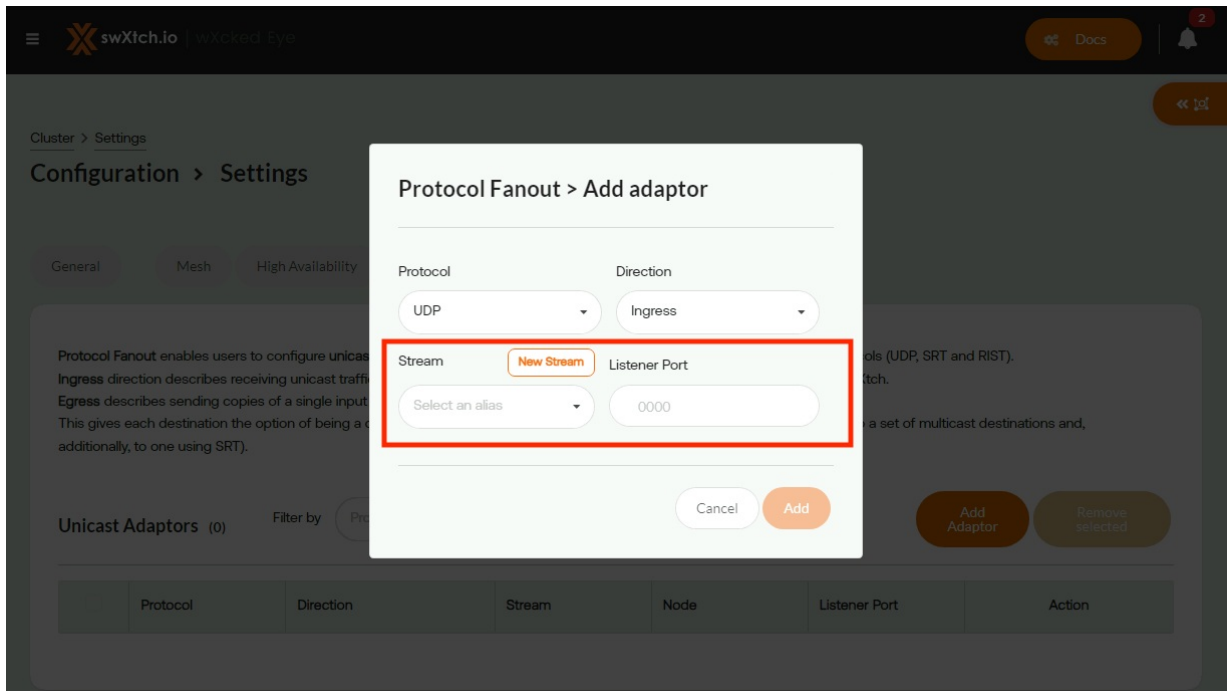 swXtch.io | wXcked Eye
Docs
2
Cluster > Settings
Configuration > Settings
General
Mesh
High Availability
Protocol Fanout > Add adaptor
Protocol
Direction
UDP
Ingress
Stream
New Stream
Listener Port
Select an alias
0000
Cancel
Add
Protocol Fanout enables users to configure unicas ols (UDP, SRT and RIST).
Ingress direction describes receiving unicast traffi tch.
Egress describes sending copies of a single input
This gives each destination the option of being a a set of multicast destinations and,
additionally, to one using SRT).
Unicast Adaptors (0)
Filter by
Add
Adaptor
Remove
selected
Protocol
Direction
Stream
Node
Listener Port
Action